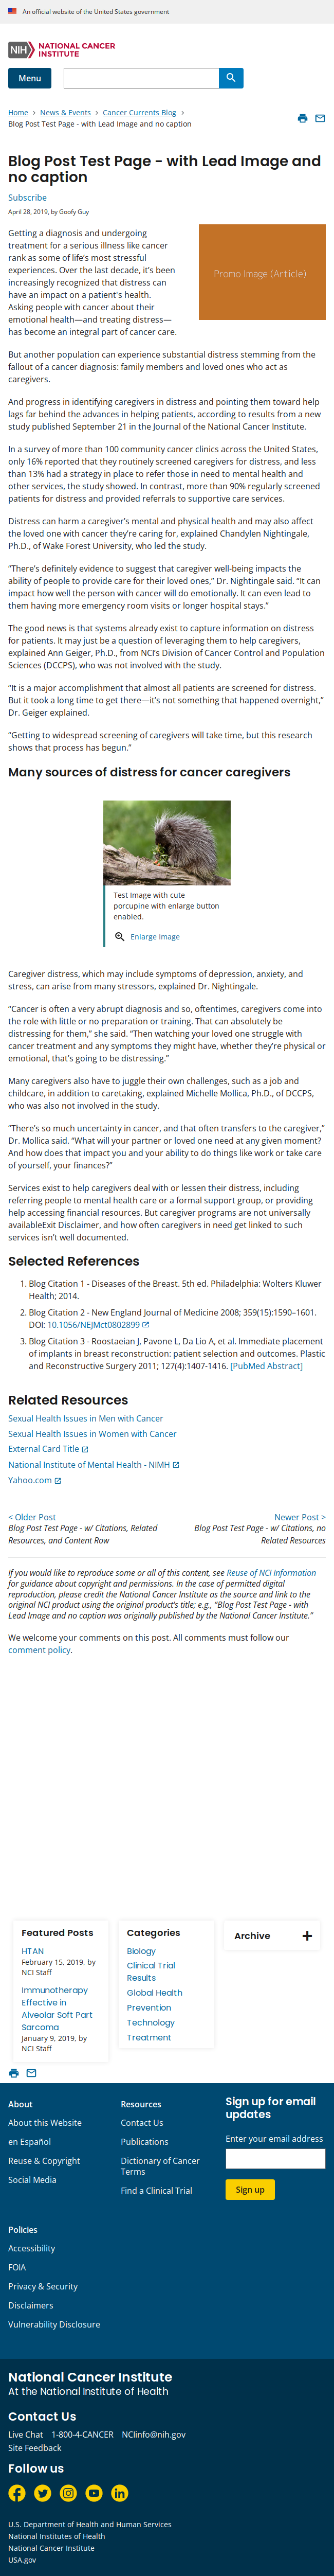 An official website of the United States government
NIH NATIONAL CANCER
INSTITUTE
Menu
Home › News & Events › Cancer Currents Blog ›
Blog Post Test Page - with Lead Image and no caption
Blog Post Test Page - with Lead Image and
no caption
Subscribe
April 28, 2019, by Goofy Guy
Promo Image (Article)
Getting a diagnosis and undergoing
treatment for a serious illness like cancer
rank as some of life’s most stressful
experiences. Over the last decade, it’s been
increasingly recognized that distress can
have an impact on a patient's health.
Asking people with cancer about their
emotional health—and treating distress—
has become an integral part of cancer care.
But another population can experience substantial distress stemming from the
fallout of a cancer diagnosis: family members and loved ones who act as
caregivers.
And progress in identifying caregivers in distress and pointing them toward help
lags far behind the advances in helping patients, according to results from a new
study published September 21 in the Journal of the National Cancer Institute.
In a survey of more than 100 community cancer clinics across the United States,
only 16% reported that they routinely screened caregivers for distress, and less
than 13% had a strategy in place to refer those in need to mental health and other
services, the study showed. In contrast, more than 90% regularly screened
patients for distress and provided referrals to supportive care services.
Distress can harm a caregiver’s mental and physical health and may also affect
the loved one with cancer they’re caring for, explained Chandylen Nightingale,
Ph.D., of Wake Forest University, who led the study.
“There’s definitely evidence to suggest that caregiver well-being impacts the
ability of people to provide care for their loved ones,” Dr. Nightingale said. “It can
impact how well the person with cancer will do emotionally. It can even lead to
them having more emergency room visits or longer hospital stays.”
The good news is that systems already exist to capture information on distress
for patients. It may just be a question of leveraging them to help caregivers,
explained Ann Geiger, Ph.D., from NCI’s Division of Cancer Control and Population
Sciences (DCCPS), who was not involved with the study.
“It is a major accomplishment that almost all patients are screened for distress.
But it took a long time to get there—it’s not something that happened overnight,”
Dr. Geiger explained.
“Getting to widespread screening of caregivers will take time, but this research
shows that process has begun.”
Many sources of distress for cancer caregivers
Test Image with cute
porcupine with enlarge button
enabled.
Enlarge Image
Caregiver distress, which may include symptoms of depression, anxiety, and
stress, can arise from many stressors, explained Dr. Nightingale.
“Cancer is often a very abrupt diagnosis and so, oftentimes, caregivers come into
the role with little or no preparation or training. That can absolutely be
distressing for them,” she said. “They’re watching their loved one struggle with
cancer treatment and any symptoms they might have, whether they’re physical or
emotional, that’s going to be distressing.”
Many caregivers also have to juggle their own challenges, such as a job and
childcare, in addition to caretaking, explained Michelle Mollica, Ph.D., of DCCPS,
who was also not involved in the study.
“There’s so much uncertainty in cancer, and that often transfers to the caregiver,”
Dr. Mollica said. “What will your partner or loved one need at any given moment?
And how does that impact you and your ability to do things like work or take care
of yourself, your finances?”
Services exist to help caregivers deal with or lessen their distress, including
referring people to mental health care or a formal support group, or providing
help accessing financial resources. But caregiver programs are not universally
availableExit Disclaimer, and how often caregivers in need get linked to such
services isn’t well documented.
Selected References
1. Blog Citation 1 - Diseases of the Breast. 5th ed. Philadelphia: Wolters Kluwer
Health; 2014.
2. Blog Citation 2 - New England Journal of Medicine 2008; 359(15):1590–1601.
DOI: 10.1056/NEJMct0802899
3. Blog Citation 3 - Roostaeian J, Pavone L, Da Lio A, et al. Immediate placement
of implants in breast reconstruction: patient selection and outcomes. Plastic
and Reconstructive Surgery 2011; 127(4):1407-1416. [PubMed Abstract]
Related Resources
Sexual Health Issues in Men with Cancer
Sexual Health Issues in Women with Cancer
External Card Title
National Institute of Mental Health - NIMH
Yahoo.com
< Older Post
Blog Post Test Page - w/ Citations, Related
Resources, and Content Row
Newer Post >
Blog Post Test Page - w/ Citations, no
Related Resources
If you would like to reproduce some or all of this content, see Reuse of NCI Information
for guidance about copyright and permissions. In the case of permitted digital
reproduction, please credit the National Cancer Institute as the source and link to the
original NCI product using the original product's title; e.g., “Blog Post Test Page - with
Lead Image and no caption was originally published by the National Cancer Institute.”
We welcome your comments on this post. All comments must follow our
comment policy.
Featured Posts
HTAN
February 15, 2019, by
NCI Staff
Immunotherapy
Effective in
Alveolar Soft Part
Sarcoma
January 9, 2019, by
NCI Staff
Categories
Biology
Clinical Trial
Results
Global Health
Prevention
Technology
Treatment
Archive
About
About this Website
en Español
Reuse & Copyright
Social Media
Resources
Contact Us
Publications
Dictionary of Cancer
Terms
Find a Clinical Trial
Sign up for email
updates
Enter your email address
Sign up
Policies
Accessibility
FOIA
Privacy & Security
Disclaimers
Vulnerability Disclosure
National Cancer Institute
At the National Institute of Health
Contact Us
Live Chat 1-800-4-CANCER NCIinfo@nih.gov
Site Feedback
Follow us
U.S. Department of Health and Human Services
National Institutes of Health
National Cancer Institute
USA.gov